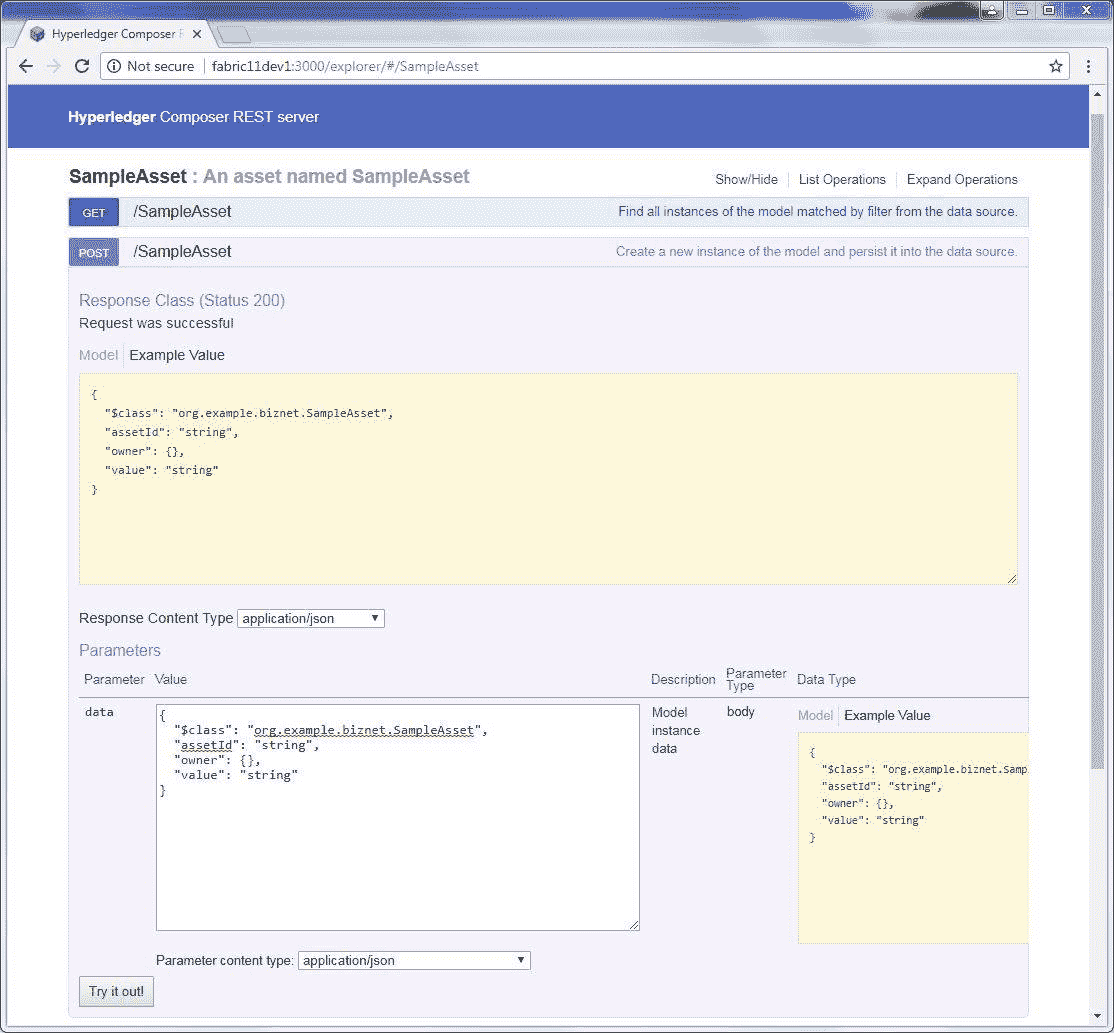 Hyperledger Composer
Not secure fabric11dev1:3000/explorer/#/SampleAsset
Hyperledger Composer REST server
SampleAsset : An asset named SampleAsset
Show/Hide List Operations Expand Operations
GET /SampleAsset Find all instances of the model matched by filter from the data source.
POST /SampleAsset Create a new instance of the model and persist it into the data source.
Response Class (Status 200)
Request was successful
Model Example Value
{
"$class": "org.example.biznet.SampleAsset",
"assetId": "string",
"owner": {},
"value": "string"
}
Response Content Type application/json
Parameters
Parameter Value Description Parameter Type Data Type
data
{
"$class": "org.example.biznet.SampleAsset",
"assetId": "string",
"owner": {},
"value": "string"
}
Model
instance
data
body
Model Example Value
{
"$class": "org.example.biznet.Samp
"assetId": "string",
"owner": {},
"value": "string"
}
Parameter content type: application/json
Try it out!